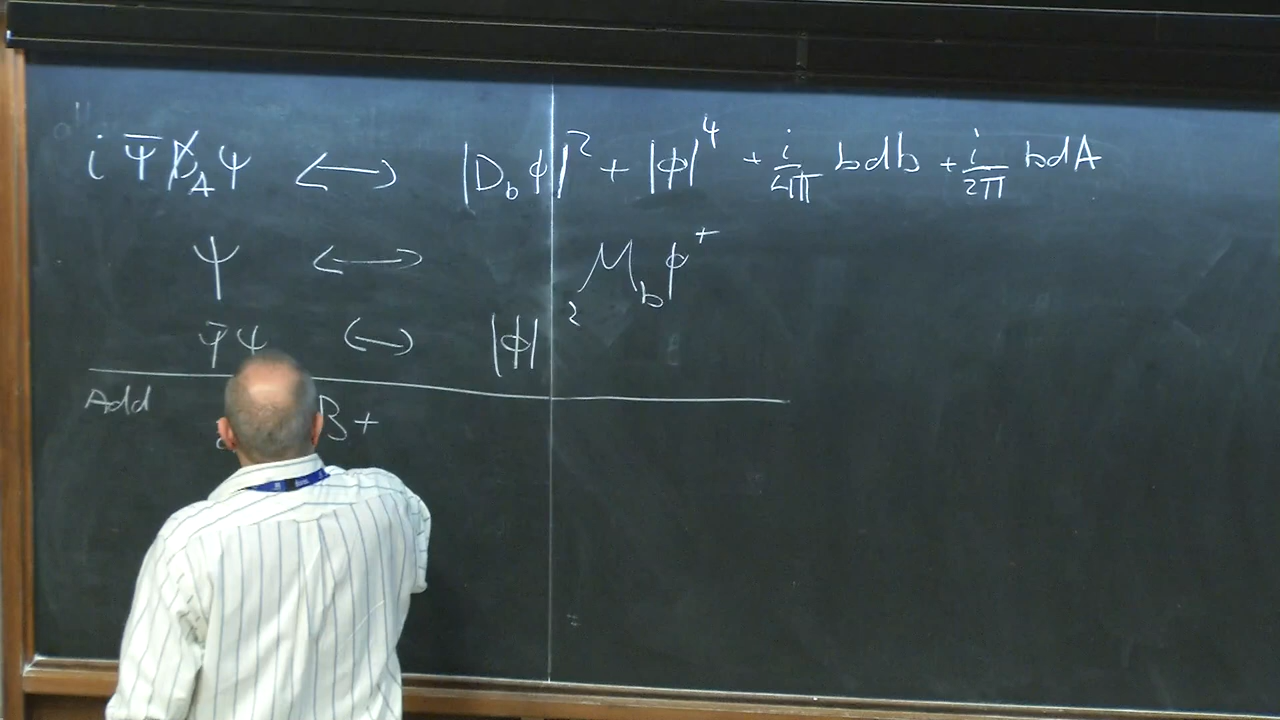 i Ψ̄ D̸_A Ψ ⟷ |D_b ϕ|² + |ϕ|⁴ + i/4π bdb + i/2π bdA
Ψ ⟷ M_b ϕ⁺
Ψ̄ Ψ ⟷ |ϕ|²
Add B +